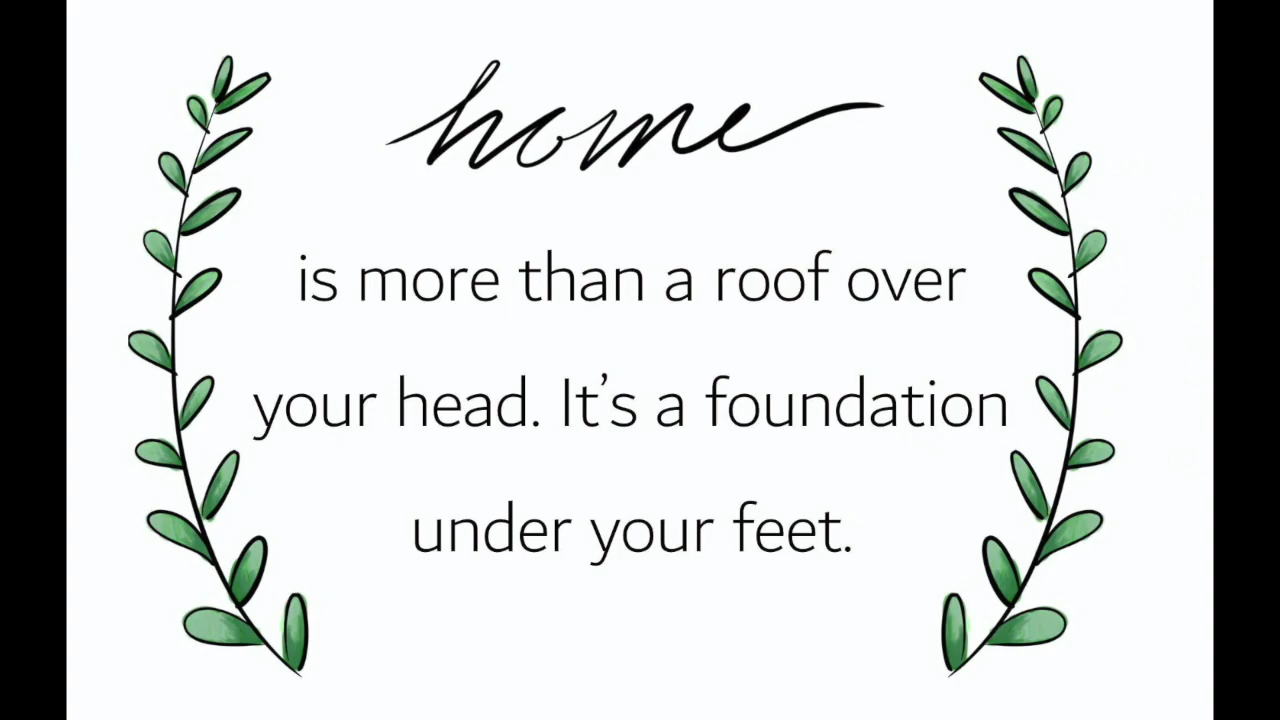 home
is more than a roof over
your head. It’s a foundation
under your feet.